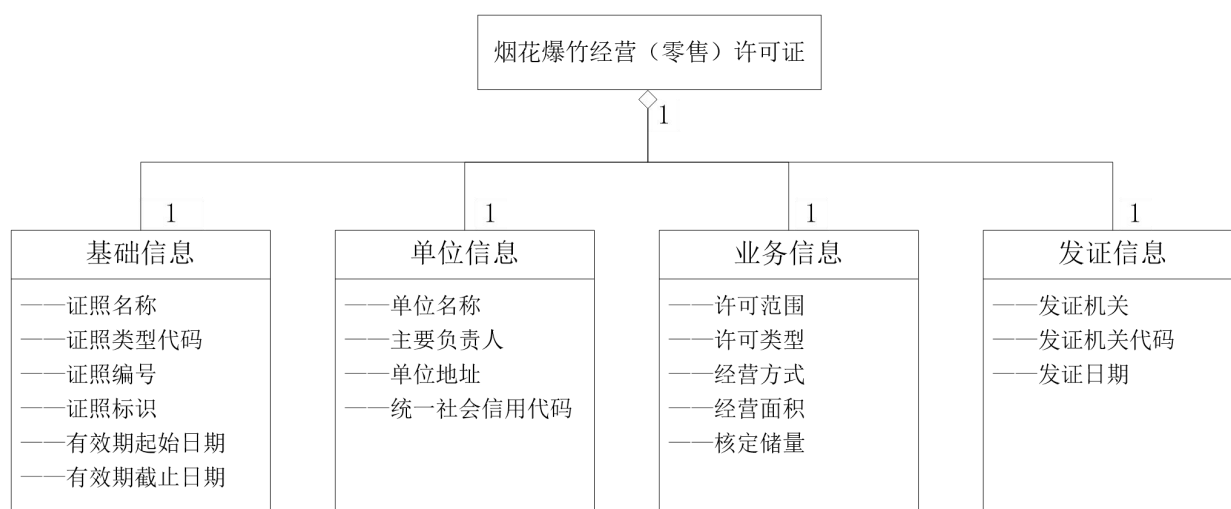 烟花爆竹经营（零售）许可证
1
1
1
1
1
基础信息
——证照名称
——证照类型代码
——证照编号
——证照标识
——有效期起始日期
——有效期截止日期
单位信息
——单位名称
——主要负责人
——单位地址
——统一社会信用代码
业务信息
——许可范围
——许可类型
——经营方式
——经营面积
——核定储量
发证信息
——发证机关
——发证机关代码
——发证日期